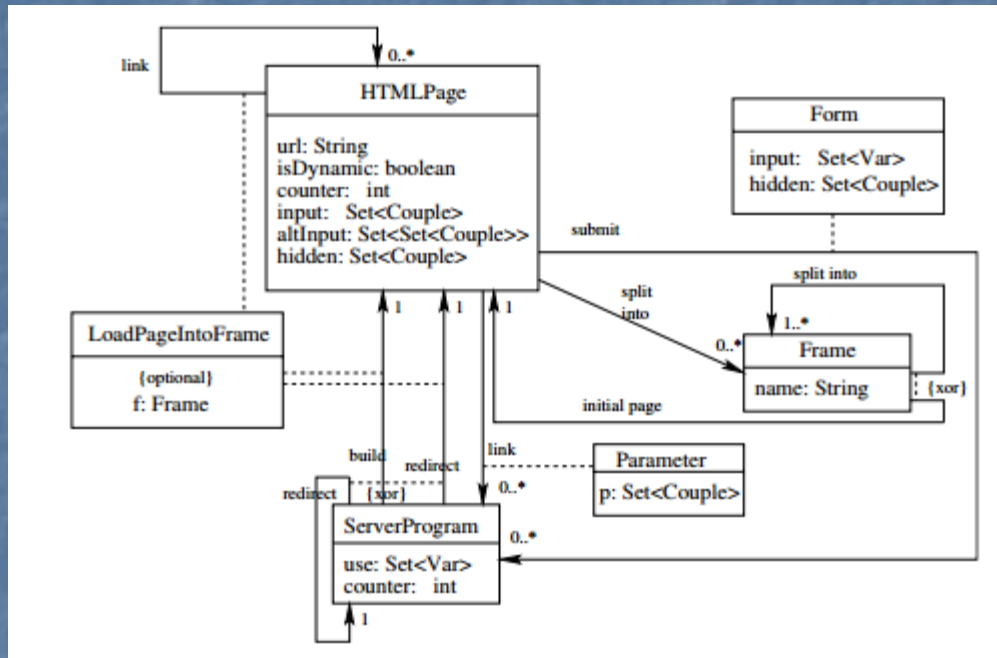 link
0..*
HTMLPage
url: String
isDynamic: boolean
counter: int
input: Set<Couple>
altInput: Set<Set<Couple>>
hidden: Set<Couple>
Form
input: Set<Var>
hidden: Set<Couple>
submit
split into
split
into
1..*
0..*
Frame
name: String
{xor}
1
1
1
LoadPageIntoFrame
{optional}
f: Frame
initial page
build
redirect
link
Parameter
p: Set<Couple>
redirect
{xor}
0..*
ServerProgram
0..*
use: Set<Var>
counter: int
1